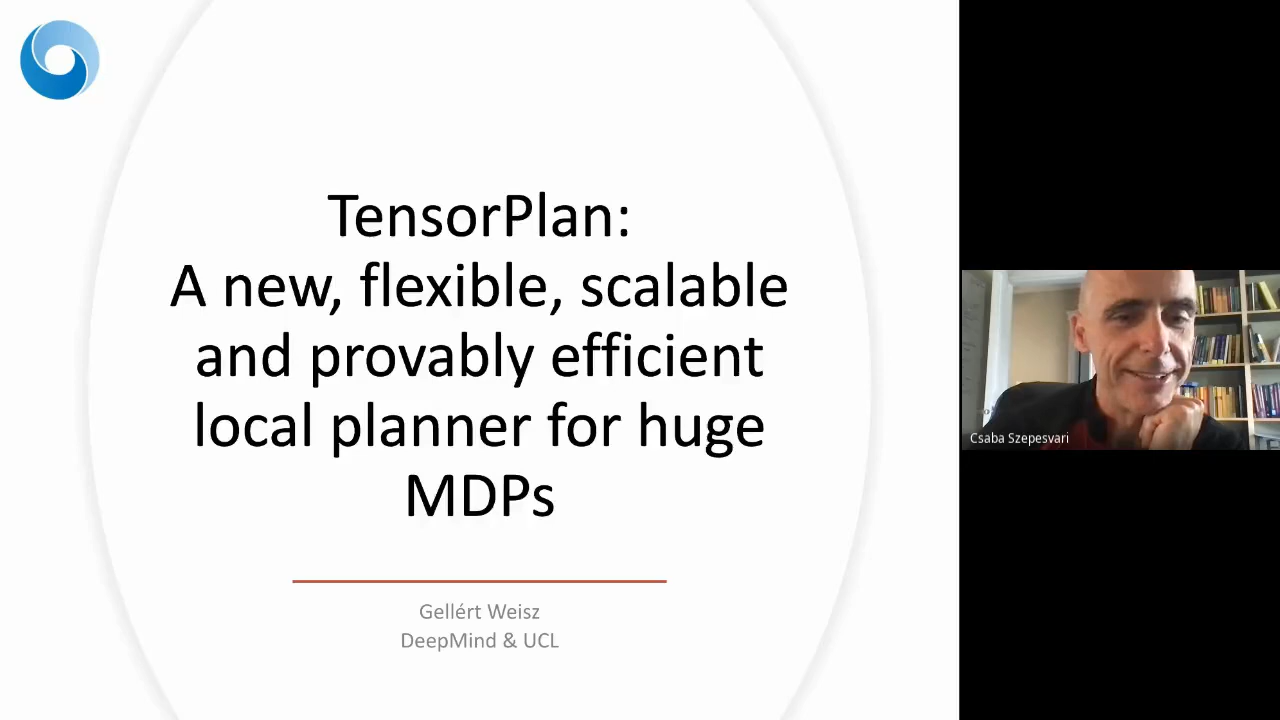 TensorPlan:
A new, flexible, scalable
and provably efficient
local planner for huge
MDPs
Gellért Weisz
DeepMind & UCL
Csaba Szepesvari